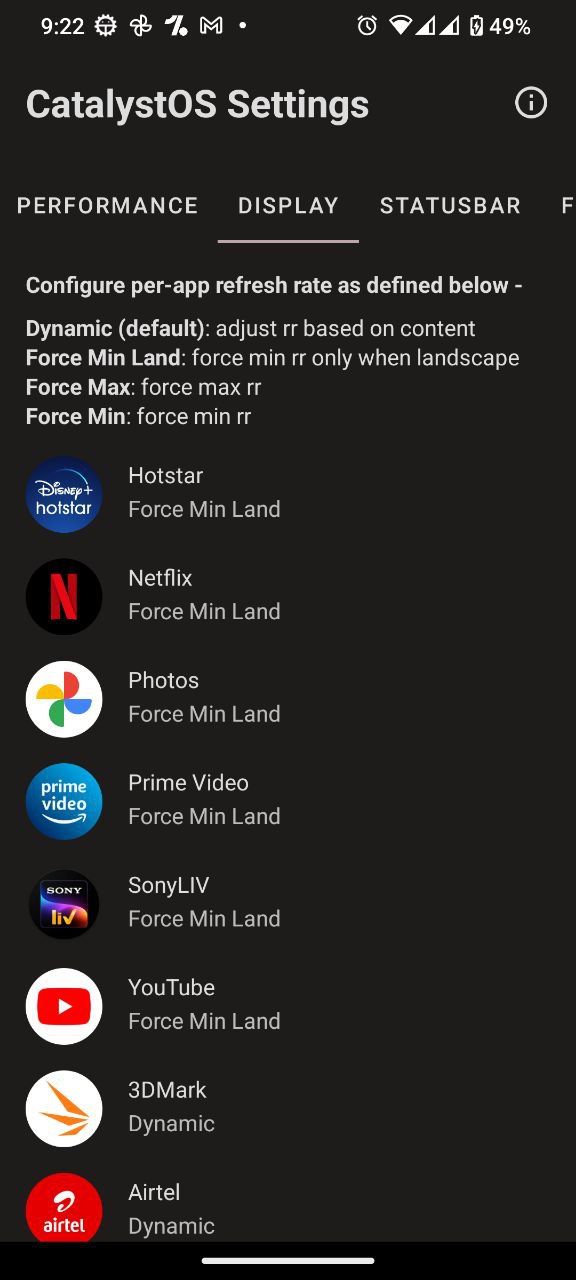 9:22
49%
CatalystOS Settings
PERFORMANCE
DISPLAY
STATUSBAR
F
Configure per-app refresh rate as defined below -
Dynamic (default): adjust rr based on content
Force Min Land: force min rr only when landscape
Force Max: force max rr
Force Min: force min rr
Disney+
hotstar
Hotstar
Force Min Land
N
Netflix
Force Min Land
Photos
Force Min Land
prime
video
Prime Video
Force Min Land
SONY
liv
SonyLIV
Force Min Land
YouTube
Force Min Land
3DMark
Dynamic
airtel
Airtel
Dynamic